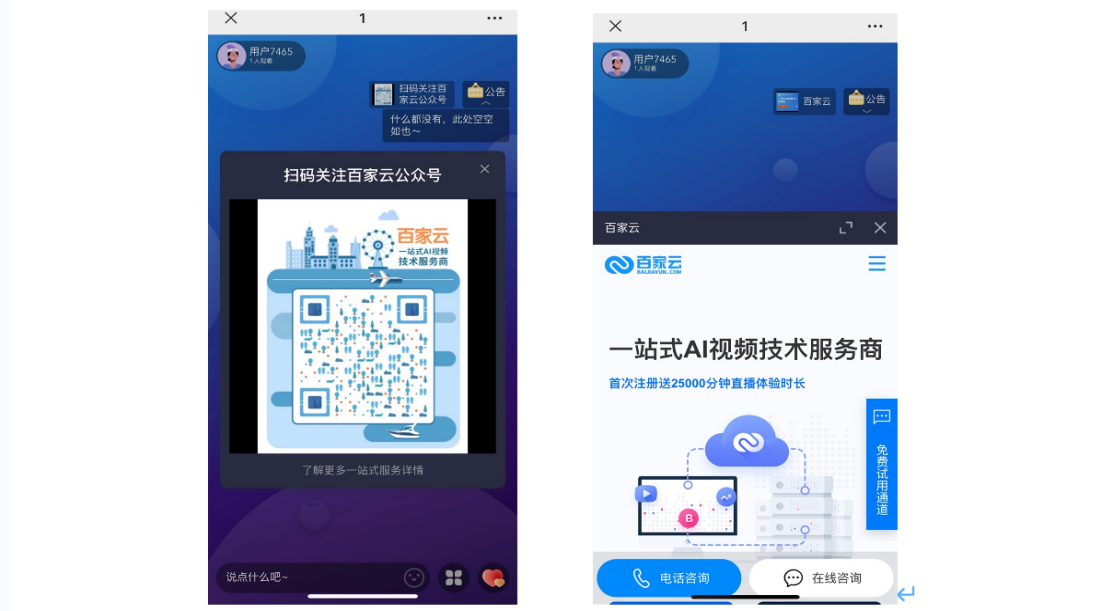 1
用户7465
1人观看
扫码关注百
家云公众号
公告
什么都没有，此处空空
如也~
扫码关注百家云公众号
百家云
一站式AI视频
技术服务商
了解更多一站式服务详情
说点什么吧~
1
用户7465
1人观看
百家云
公告
百家云
百家云
BAIJIAYUN.COM
一站式AI视频技术服务商
首次注册送25000分钟直播体验时长
免费试用通道
B
电话咨询
在线咨询